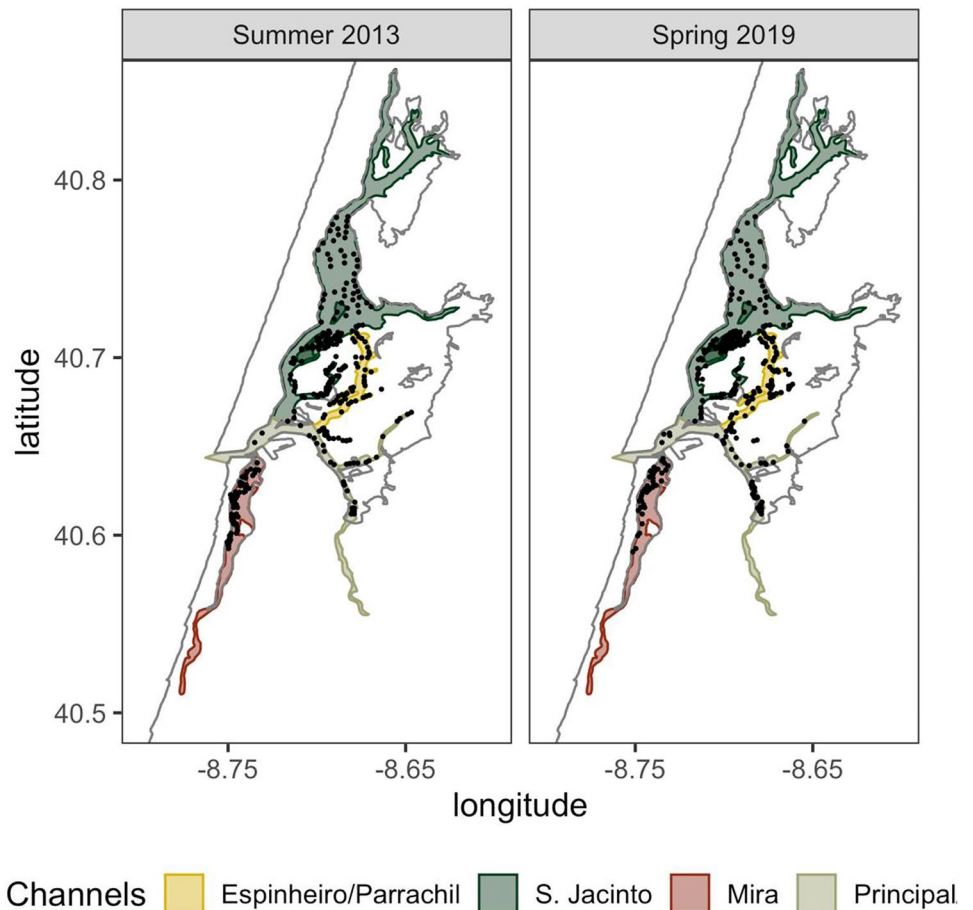 Summer 2013
Spring 2019
40.8
40.7
40.6
40.5
latitude
-8.75
-8.65
-8.75
-8.65
longitude
Channels Espinheiro/Parrachil S. Jacinto Mira Principal